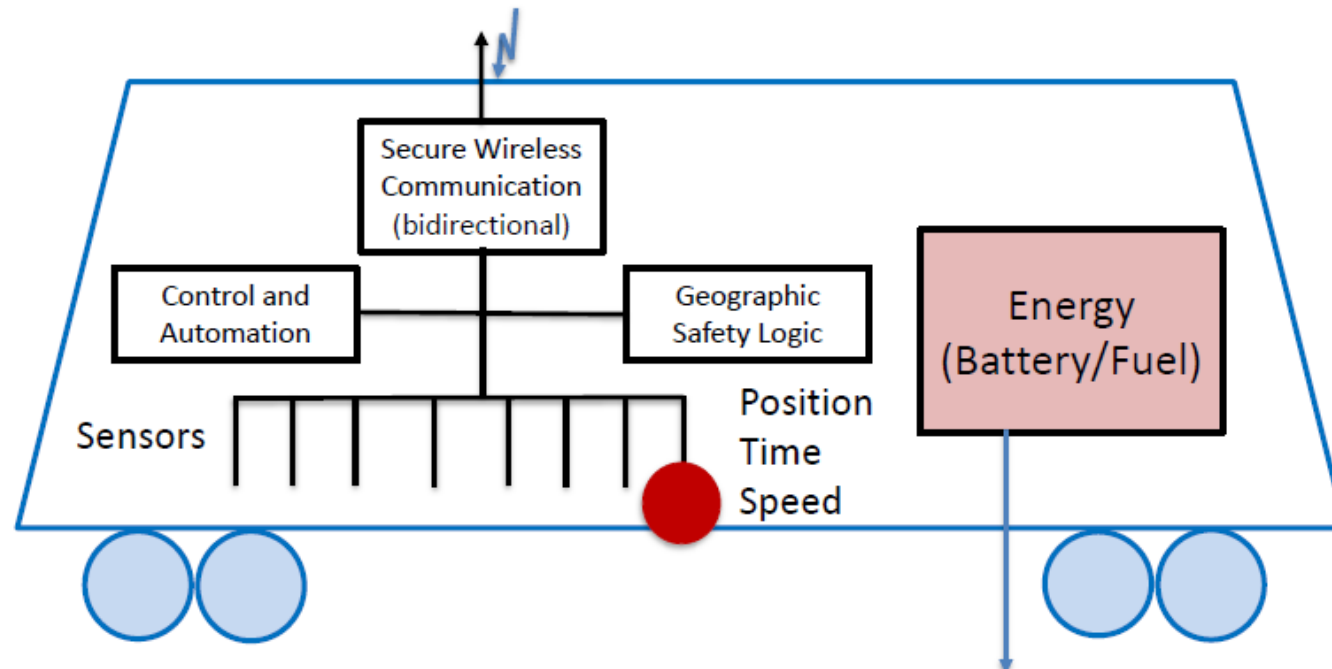 Secure Wireless
Communication
(bidirectional)
Control and
Automation
Geographic
Safety Logic
Energy
(Battery/Fuel)
Sensors
Position
Time
Speed